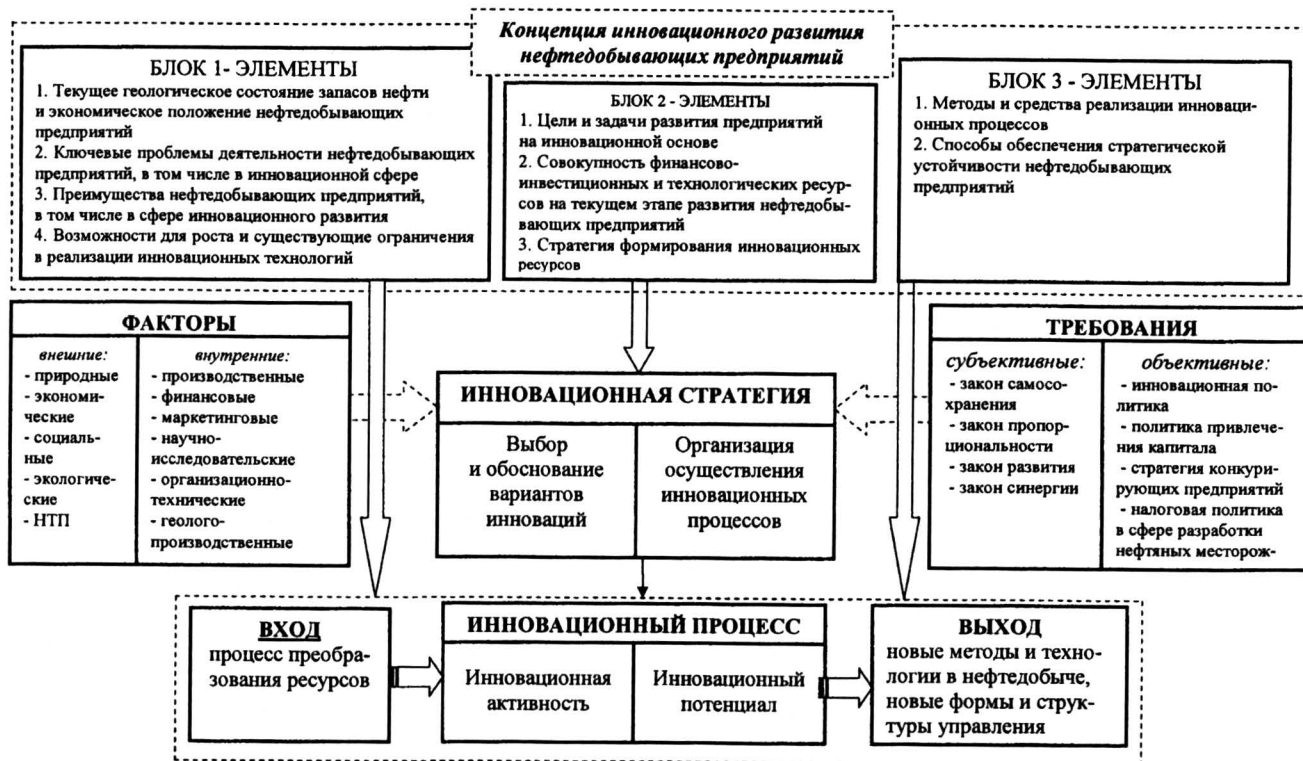 Концепция инновационного развития
нефтедобывающих предприятий
БЛОК 1- ЭЛЕМЕНТЫ
1. Текущее геологическое состояние запасов нефти
и экономическое положение нефтедобывающих
предприятий
2. Ключевые проблемы деятельности нефтедобывающих
предприятий, в том числе в инновационной сфере
3. Преимущества нефтедобывающих предприятий,
в том числе в сфере инновационного развития
4. Возможности для роста и существующие ограничения
в реализации инновационных технологий
БЛОК 2 - ЭЛЕМЕНТЫ
1. Цели и задачи развития предприятий
на инновационной основе
2. Совокупность финансово-
инвестиционных и технологических ресур-
сов на текущем этапе развития нефтедобы-
вающих предприятий
3. Стратегия формирования инновационных
ресурсов
БЛОК 3 - ЭЛЕМЕНТЫ
1. Методы и средства реализации инноваци-
онных процессов
2. Способы обеспечения стратегической
устойчивости нефтедобывающих
предприятий
ФАКТОРЫ
внешние:
- природные
- экономи-
ческие
- социаль-
ные
- экологиче-
ские
- НТП
внутренние:
- производственные
- финансовые
- маркетинговые
- научно-
исследовательские
- организационно-
технические
- геолого-
производственные
ИННОВАЦИОННАЯ СТРАТЕГИЯ
Выбор
и обоснование
вариантов
инноваций
Организация
осуществления
инновационных
процессов
ТРЕБОВАНИЯ
субъективные:
- закон самосо-
хранения
- закон пропор-
циональности
- закон развития
- закон синергии
объективные:
- инновационная по-
литика
- политика привлече-
ния капитала
- стратегия конкури-
рующих предприятий
- налоговая политика
в сфере разработки
нефтяных месторож-
ВХОД
процесс преобра-
зования ресурсов
ИННОВАЦИОННЫЙ ПРОЦЕСС
Инновационная
активность
Инновационный
потенциал
ВЫХОД
новые методы и техно-
логии в нефтедобыче,
новые формы и струк-
туры управления